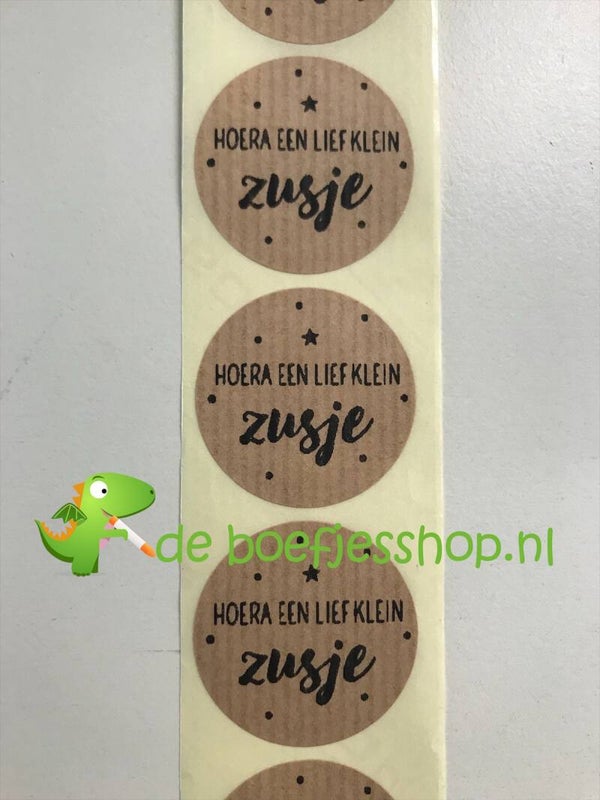 HOERA EEN LIEF KLEIN
zusje
HOERA EEN LIEF KLEIN
zusje
de boefjesshop.nl
HOERA EEN LIEF KLEIN
zusje